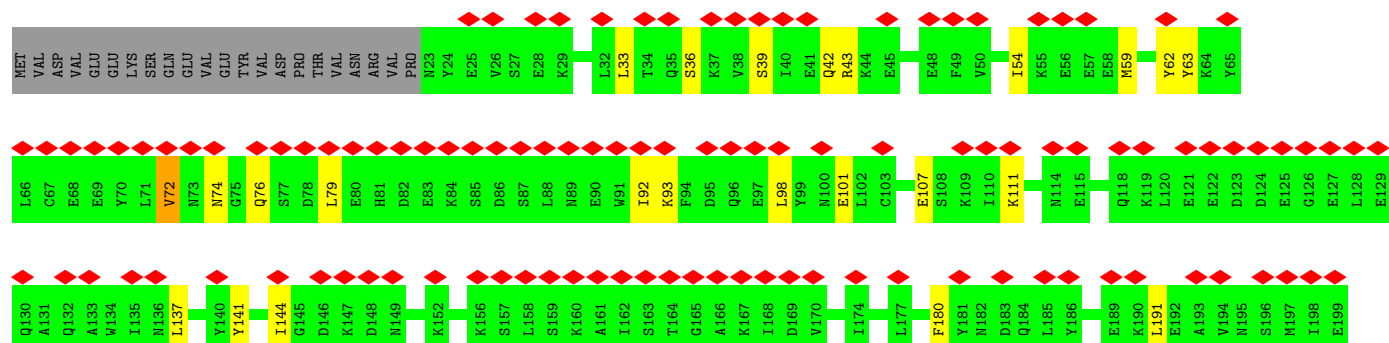 MET VAL ASP VAL GLU GLU LYS SER GLN GLU VAL GLU TYR VAL ASP PRO THR VAL ASN ARG VAL PRO N23 Y24 E25 V26 S27 E28 K29 L32 L33 T34 Q35 S36 K37 V38 S39 I40 E41 Q42 R43 K44 E45 E48 F49 V50 I54 K55 E56 E57 E58 M59 Y62 Y63 K64 Y65
L66 C67 E68 E69 Y70 L71 V72 N73 N74 G75 Q76 S77 D78 L79 E80 H81 D82 E83 K84 S85 D86 S87 L88 N89 E90 W91 I92 K93 F94 D95 Q96 E97 L98 Y99 N100 E101 L102 C103 E107 S108 K109 I110 K111 N114 E115 Q118 K119 L120 E121 E122 D123 D124 E125 G126 E127 L128 E129
Q130 A131 Q132 A133 W134 I135 N136 L137 Y140 Y141 I144 G145 D146 K147 D148 N149 K152 K156 S157 L158 S159 K160 A161 I162 S163 T164 G165 A166 K167 I168 D169 V170 I174 L177 F180 Y181 N182 D183 Q184 L185 Y186 E189 K190 L191 E192 A193 V194 N195 S196 M197 I198 E199